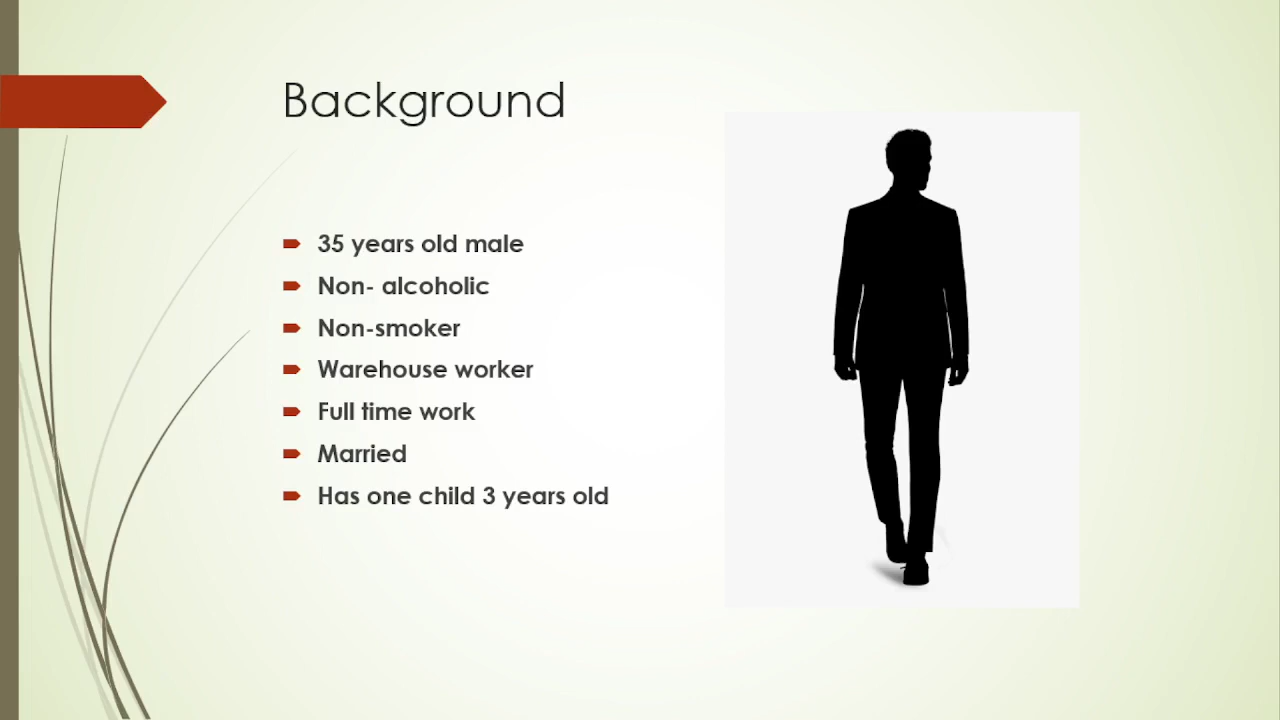 Background
35 years old male
Non- alcoholic
Non-smoker
Warehouse worker
Full time work
Married
Has one child 3 years old